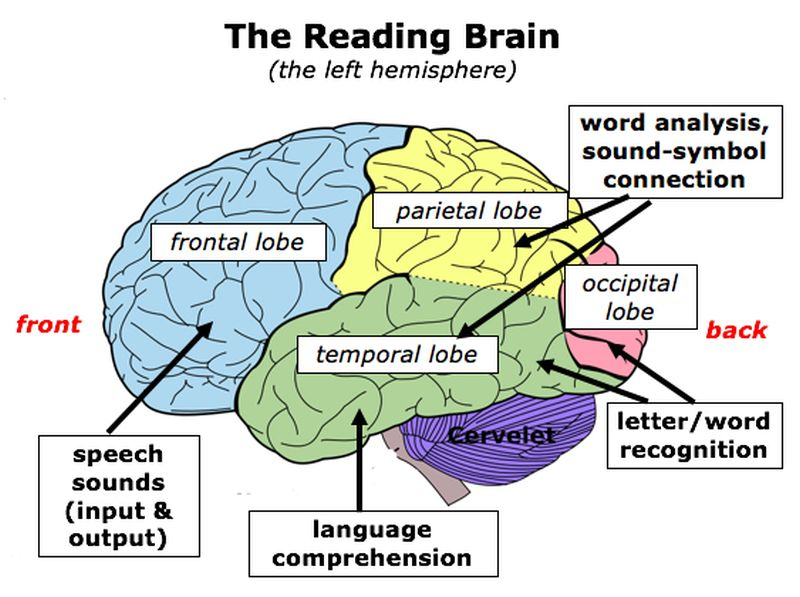 The Reading Brain
(the left hemisphere)
word analysis,
sound-symbol
connection
parietal lobe
frontal lobe
occipital
lobe
front
back
temporal lobe
letter/word
recognition
Cervelet
speech
sounds
(input &
output)
language
comprehension